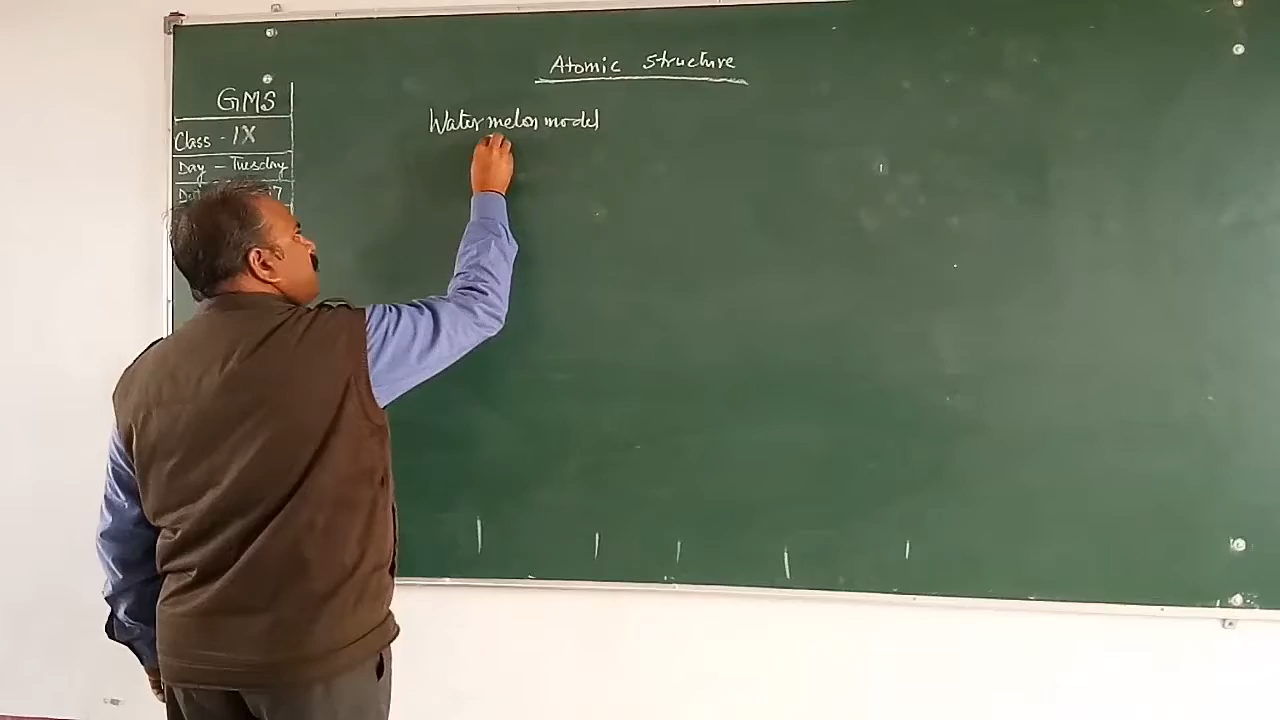 Atomic structure
GMS
Water melon model
Class - IX
Day - Tuesday